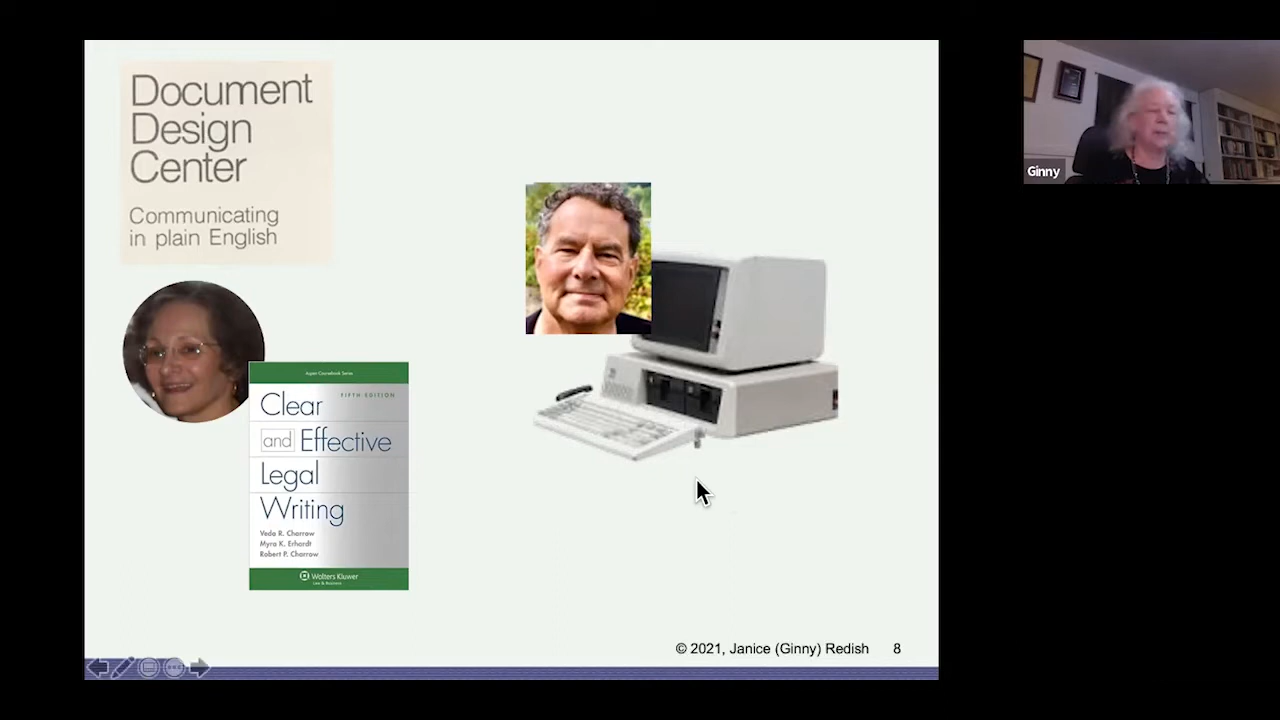 Document
Design
Center
Communicating
in plain English
Aspen Coursebook Series
FIFTH EDITION
Clear
and Effective
Legal
Writing
Veda R. Charrow
Myra K. Erhardt
Robert P. Charrow
Wolters Kluwer
Law & Business
© 2021, Janice (Ginny) Redish 8
Ginny